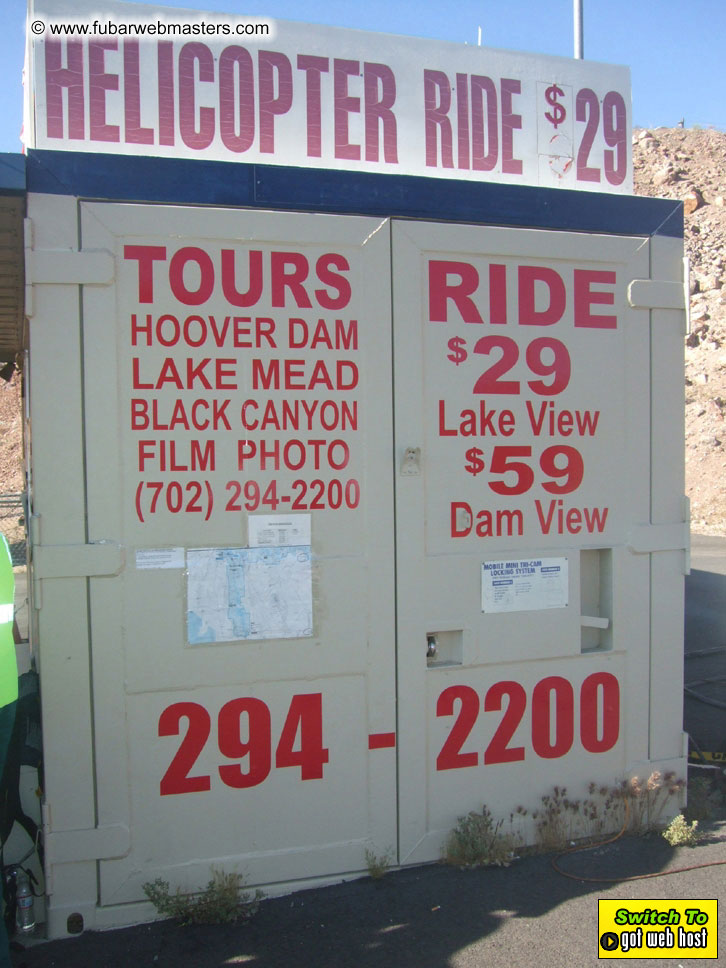 © www.fubarwebmasters.com
HELICOPTER RIDE $29
TOURS
HOOVER DAM
LAKE MEAD
BLACK CANYON
FILM PHOTO
(702) 294-2200
RIDE
$29
Lake View
$59
Dam View
MOBILE MINI TRI-CAM
LOCKING SYSTEM
294-2200
Switch To
got web host